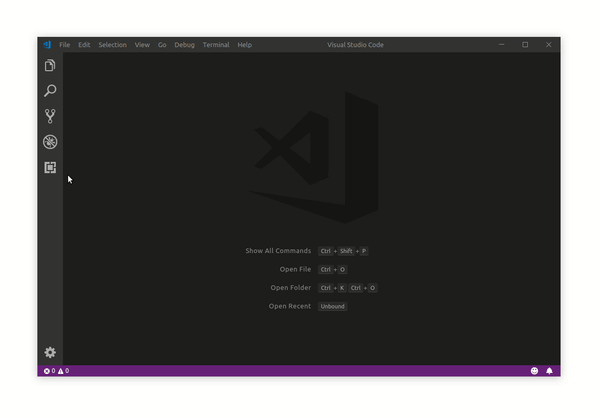 File Edit Selection View Go Debug Terminal Help Visual Studio Code
Show All Commands Ctrl + Shift + P
Open File Ctrl + O
Open Folder Ctrl + K Ctrl + O
Open Recent Unbound
0 0